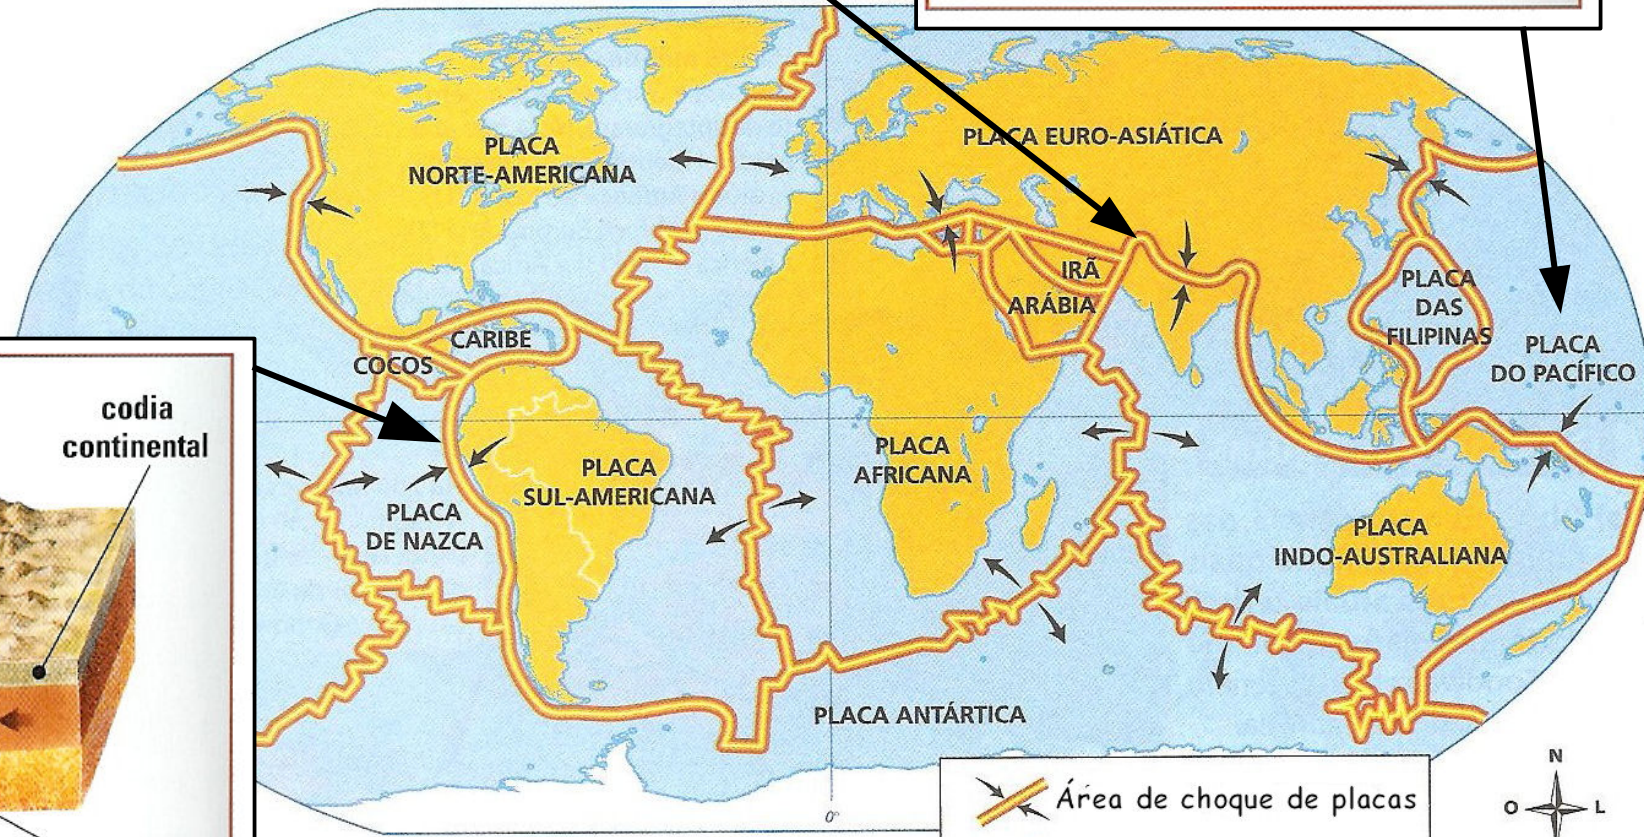 PLACA
NORTE-AMERICANA
PLACA EURO-ASIÁTICA
IRÃ
ARÁBIA
PLACA
DAS
FILIPINAS
PLACA
DO PACÍFICO
CARIBE
COCOS
codia
continental
PLACA
AFRICANA
PLACA
SUL-AMERICANA
PLACA
DE NAZCA
PLACA
INDO-AUSTRALIANA
PLACA ANTÁRTICA
Área de choque de placas
0°
N
O
L